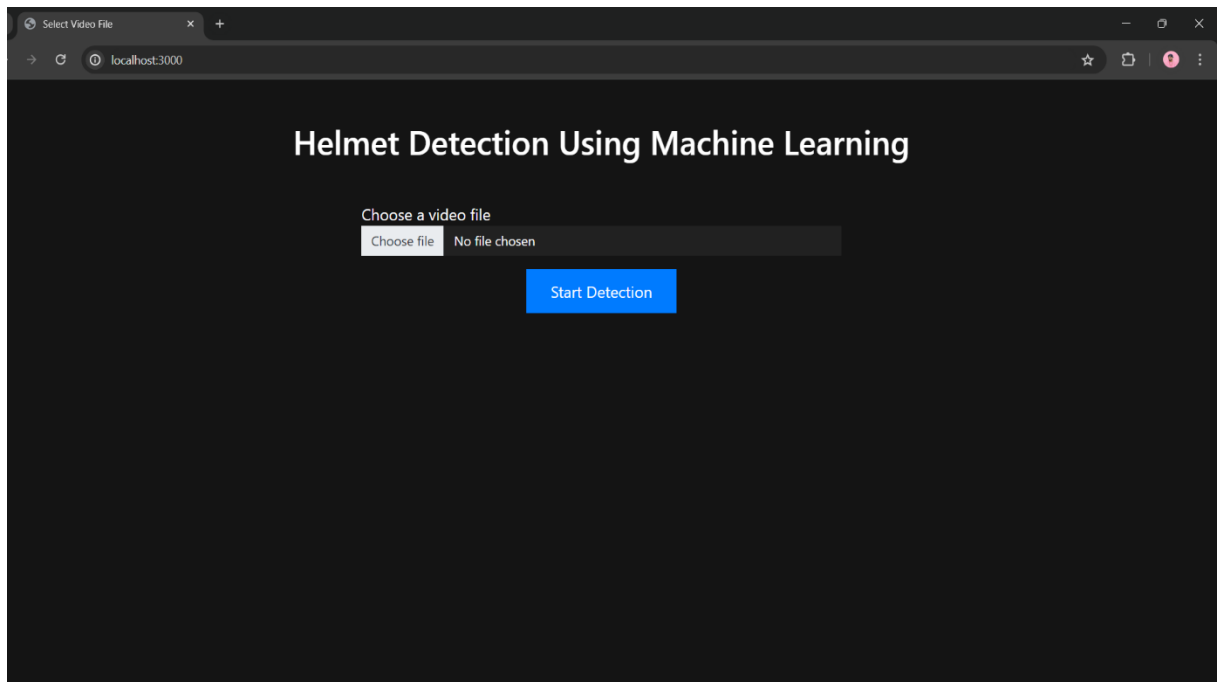 Select Video File
localhost:3000
Helmet Detection Using Machine Learning
Choose a video file
Choose file No file chosen
Start Detection